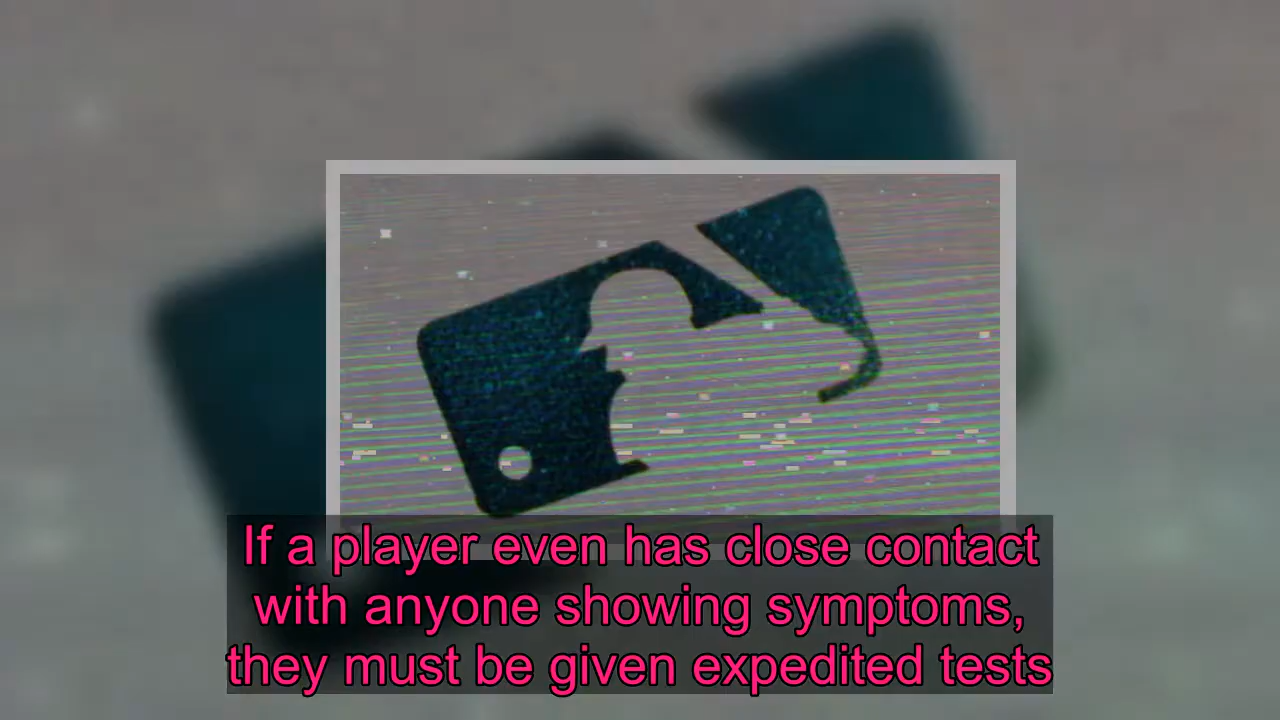 If a player even has close contact
with anyone showing symptoms,
they must be given expedited tests